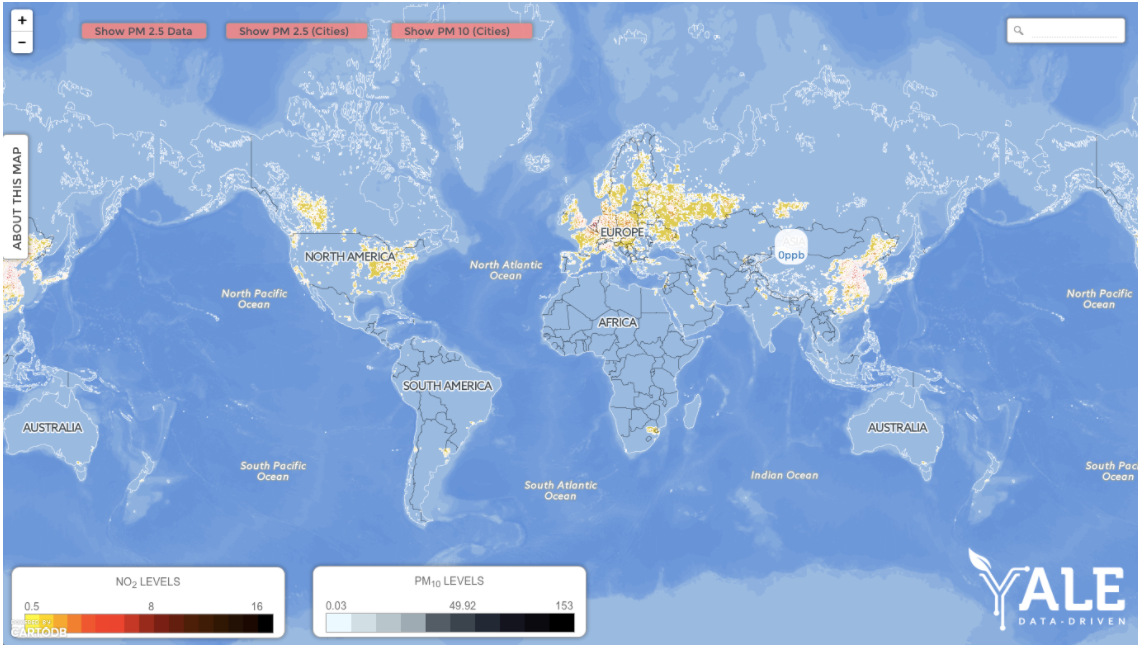 +
−
Show PM 2.5 Data
Show PM 2.5 (Cities)
Show PM 10 (Cities)
ABOUT THIS MAP
NORTH AMERICA
EUROPE
ASIA
0ppb
North Atlantic
Ocean
North Pacific
Ocean
North Pacific
Ocean
AFRICA
SOUTH AMERICA
AUSTRALIA
AUSTRALIA
South Pacific
Ocean
South Atlantic
Ocean
Indian Ocean
South Pac
Ocean
NO₂ LEVELS
0.5 8 16
CARTODB
PM₁₀ LEVELS
0.03 49.92 153
YALE
DATA-DRIVEN